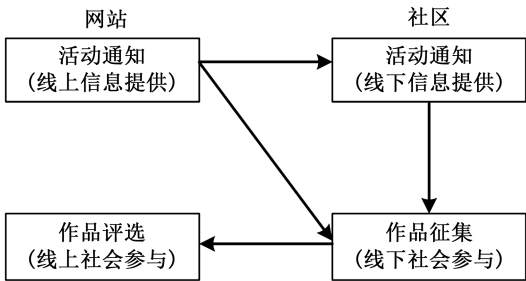 网站
社区
活动通知
(线上信息提供)
活动通知
(线下信息提供)
作品评选
(线上社会参与)
作品征集
(线下社会参与)